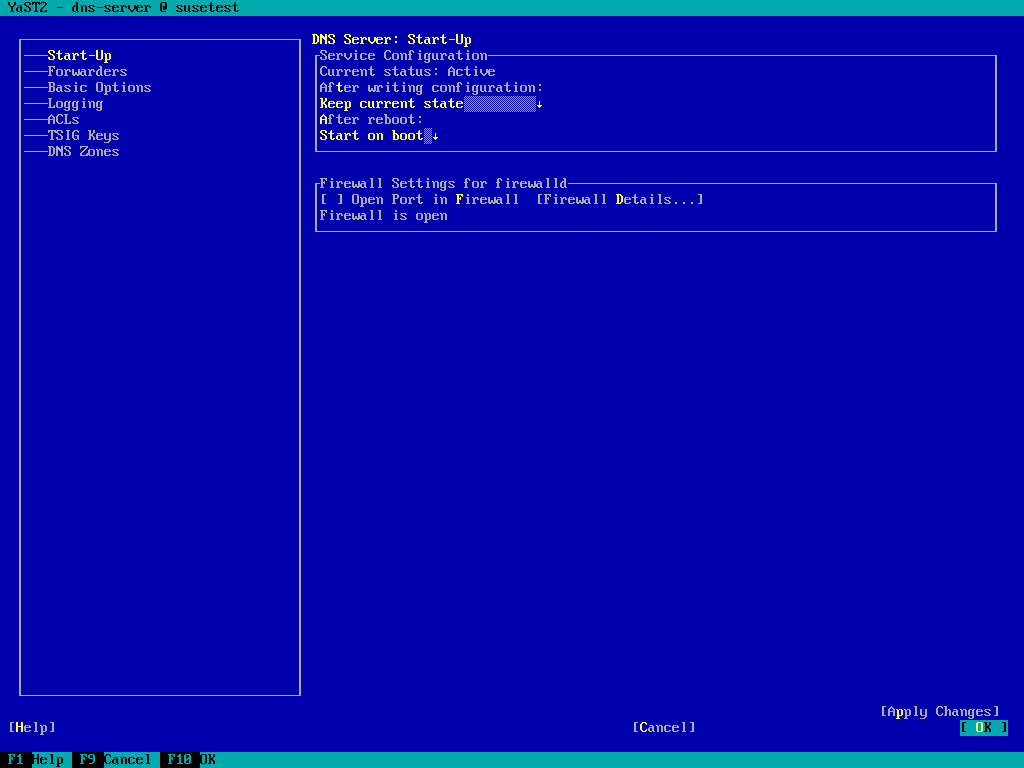 YaST2 - dns-server @ susetest
Start-Up
Forwarders
Basic Options
Logging
ACLs
TSIG Keys
DNS Zones
DNS Server: Start-Up
Service Configuration
Current status: Active
After writing configuration:
Keep current state↓
After reboot:
Start on boot↓
Firewall Settings for firewalld
[ ] Open Port in Firewall  [Firewall Details...]
Firewall is open
[Apply Changes]
[Help] [Cancel] [ OK ]
F1 Help F9 Cancel F10 OK